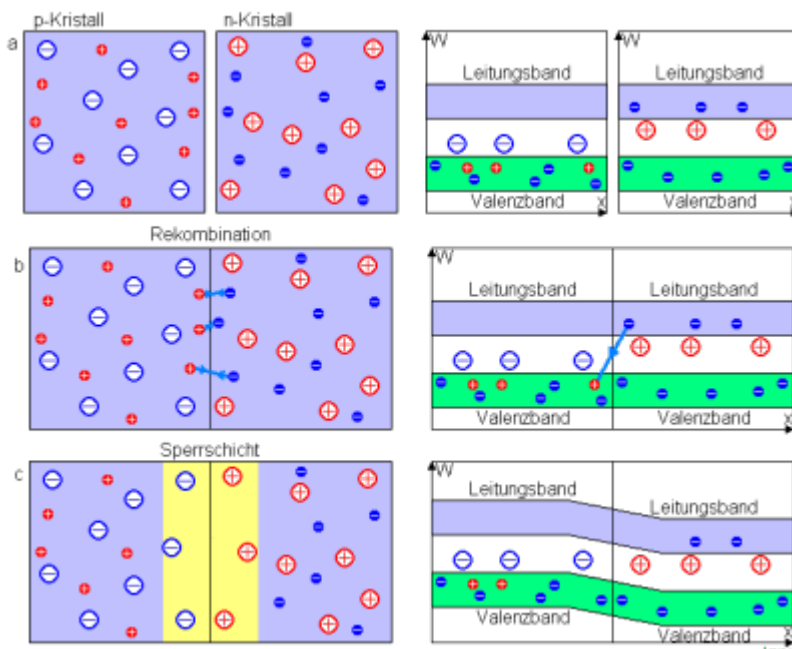 p-Kristall n-Kristall
a
W W
Leitungsband Leitungsband
Valenzband Valenzband
x
Rekombination
b
W
Leitungsband Leitungsband
Valenzband Valenzband
x
Sperrschicht
c
W
Leitungsband
Leitungsband
Valenzband
Valenzband
x